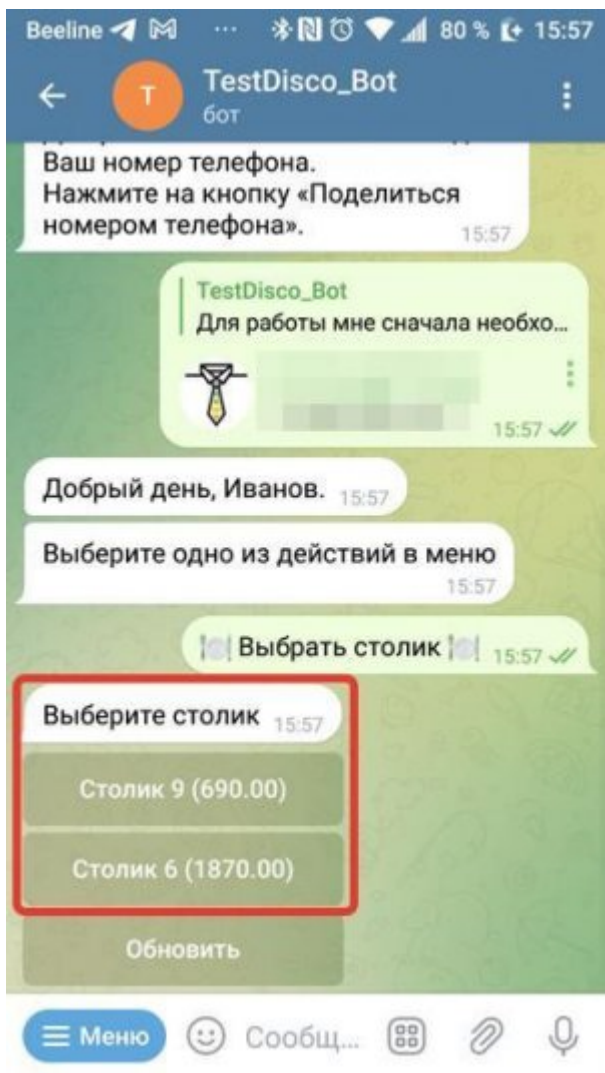 Beeline ... 80 % 15:57
TestDisco_Bot
T
бот
Ваш номер телефона.
Нажмите на кнопку «Поделиться
номером телефона». 15:57
TestDisco_Bot
Для работы мне сначала необхо...
15:57
Добрый день, Иванов. 15:57
Выберите одно из действий в меню
15:57
Выбрать столик 15:57
Выберите столик 15:57
Столик 9 (690.00)
Столик 6 (1870.00)
Обновить
Меню Сообщ...